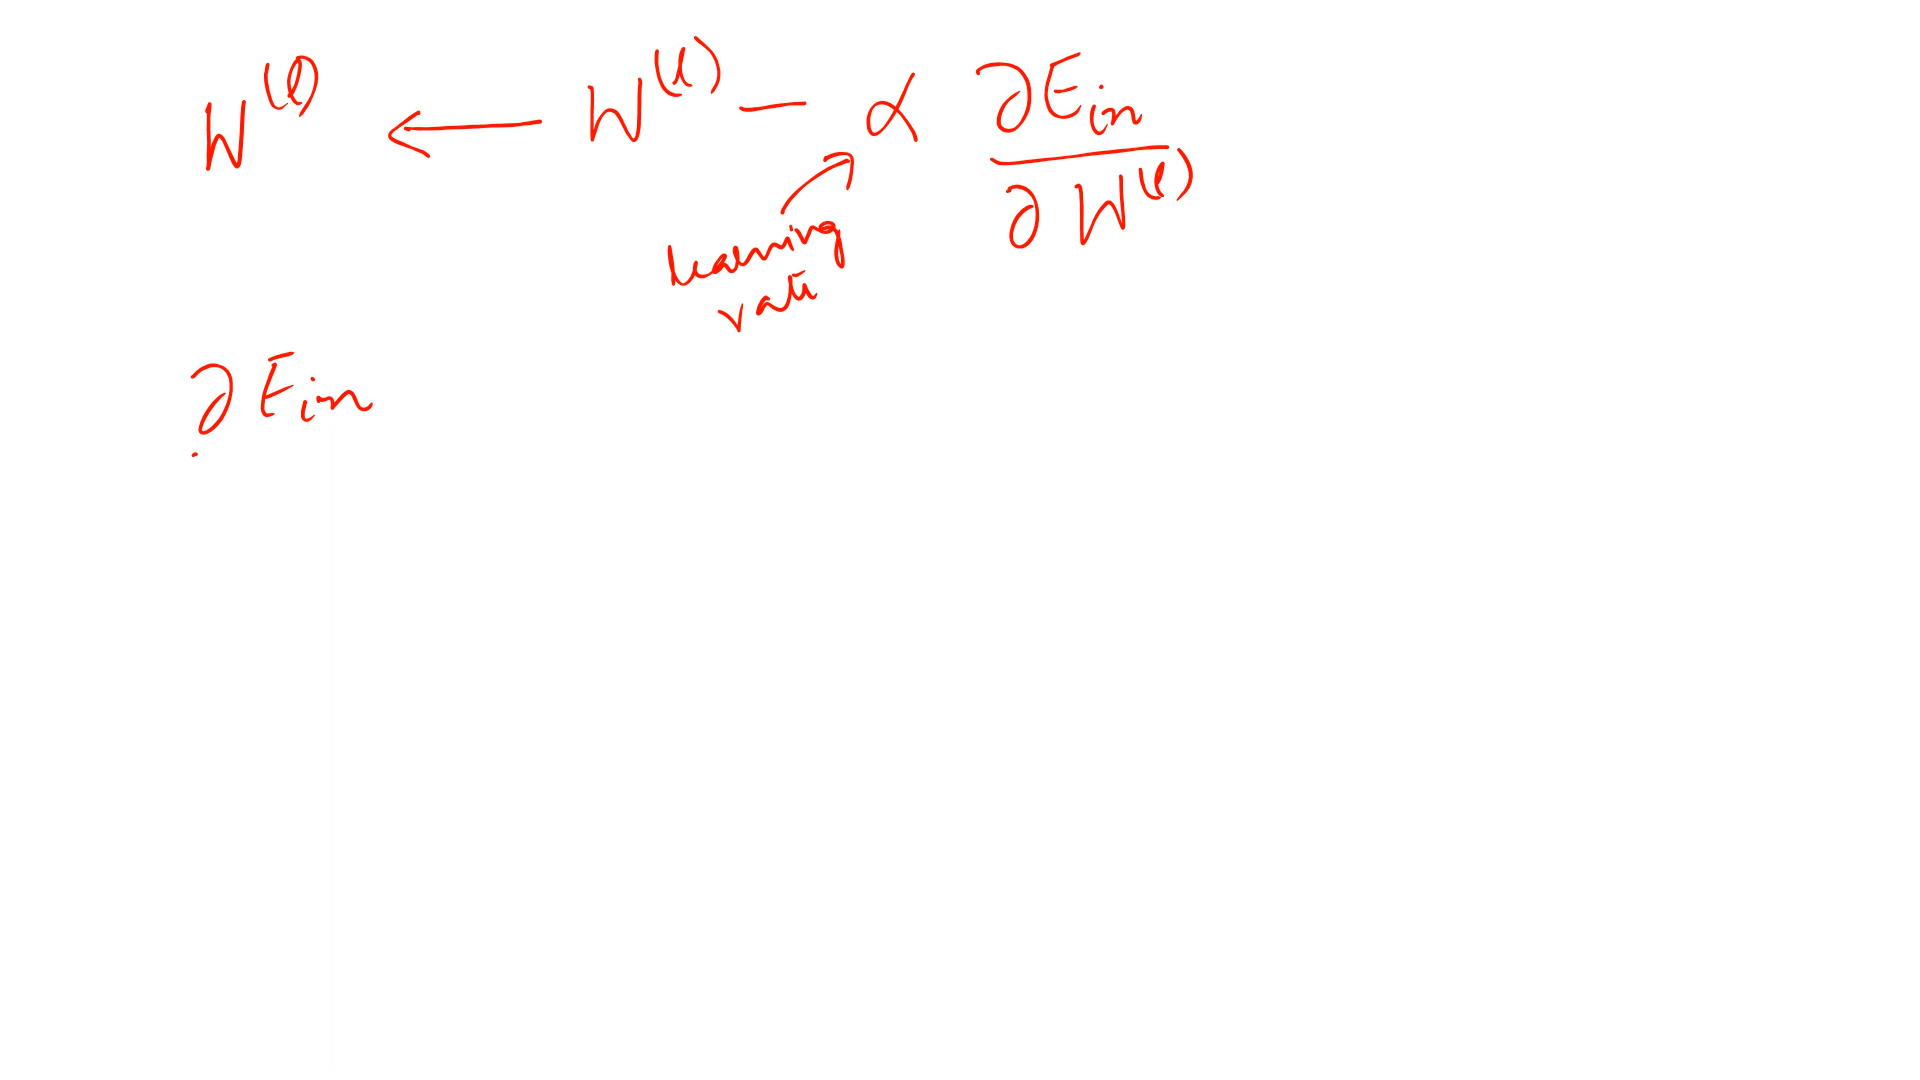 W^(l) ← W^(l) − α ∂E_in / ∂W^(l)
learning
rate
∂E_in